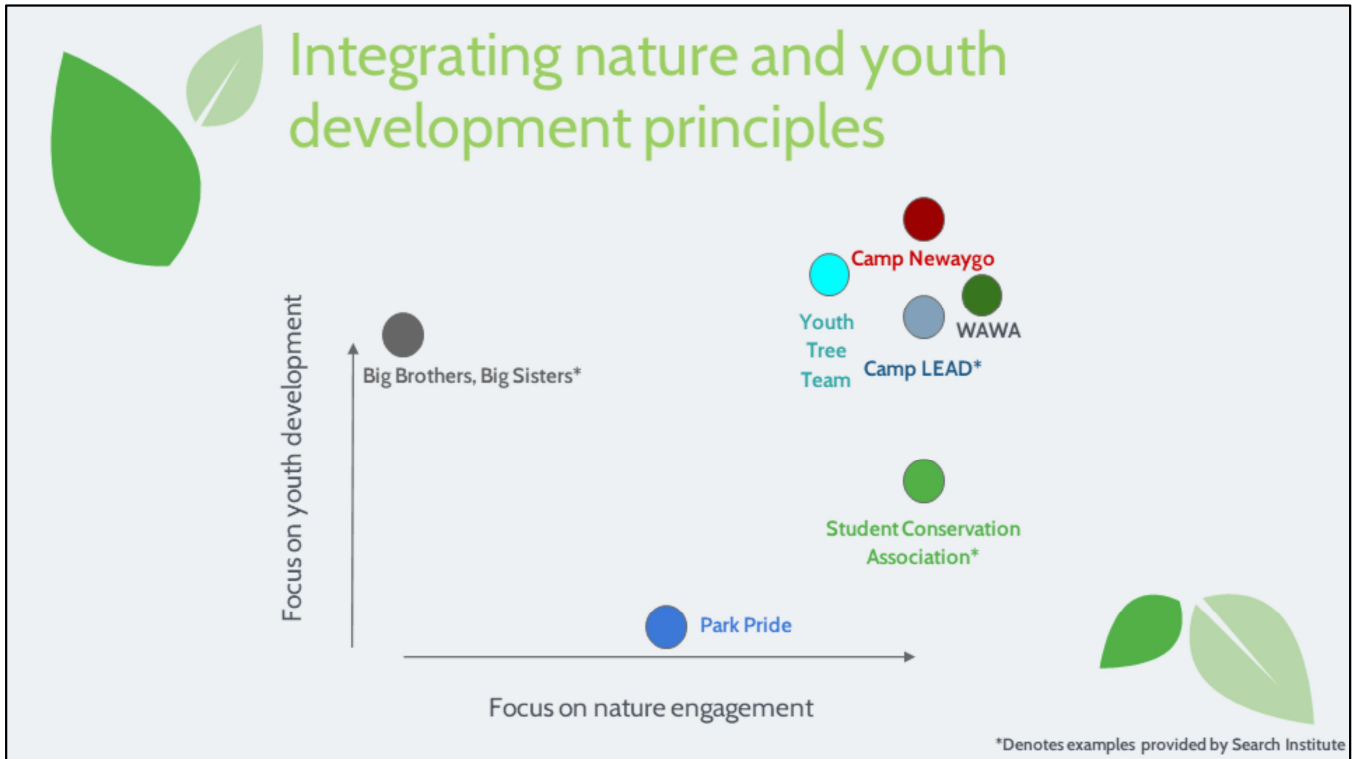 Integrating nature and youth
development principles
Camp Newaygo
Youth
Tree
Team
WAWA
Camp LEAD*
Big Brothers, Big Sisters*
Focus on youth development
Student Conservation
Association*
Park Pride
Focus on nature engagement
*Denotes examples provided by Search Institute